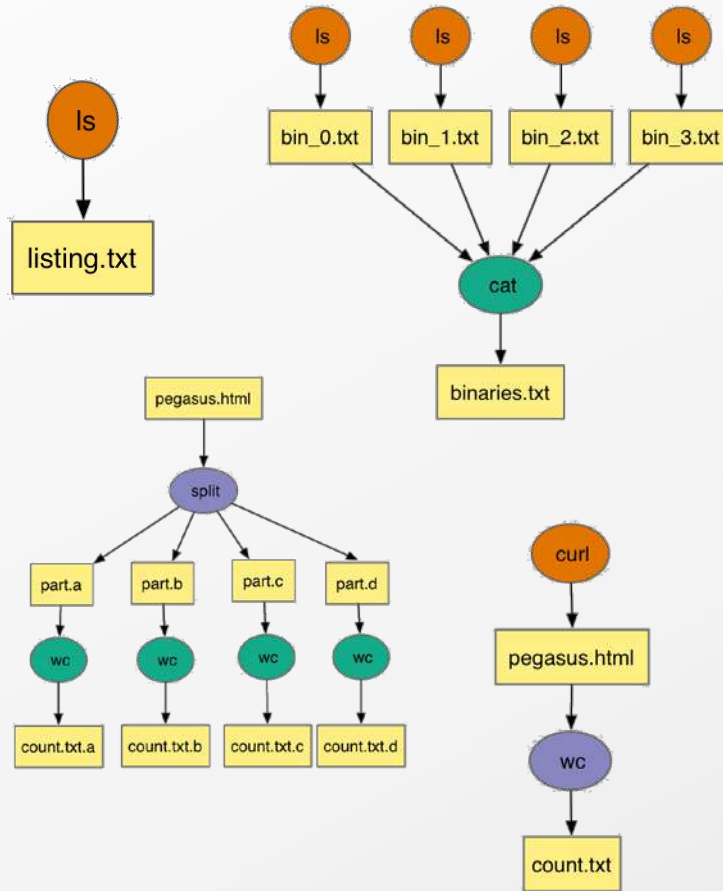 ls
listing.txt
ls ls ls ls
bin_0.txt bin_1.txt bin_2.txt bin_3.txt
cat
binaries.txt
pegasus.html
split
part.a part.b part.c part.d
wc wc wc wc
count.txt.a count.txt.b count.txt.c count.txt.d
curl
pegasus.html
wc
count.txt